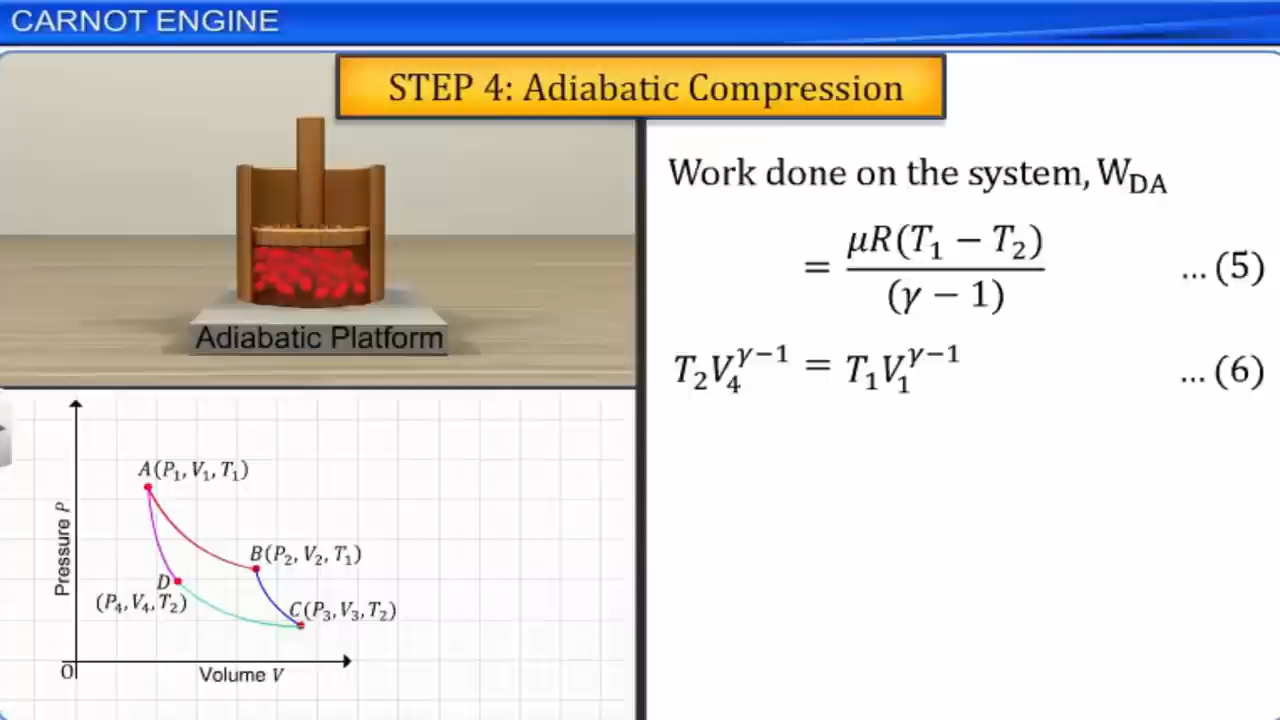 CARNOT ENGINE
STEP 4: Adiabatic Compression
Adiabatic Platform
Work done on the system, W_DA
= μR(T₁ − T₂) / (γ − 1) ... (5)
T₂V₄^(γ−1) = T₁V₁^(γ−1) ... (6)
A(P₁, V₁, T₁)
B(P₂, V₂, T₁)
D
(P₄, V₄, T₂)
C(P₃, V₃, T₂)
Pressure P
O
Volume V